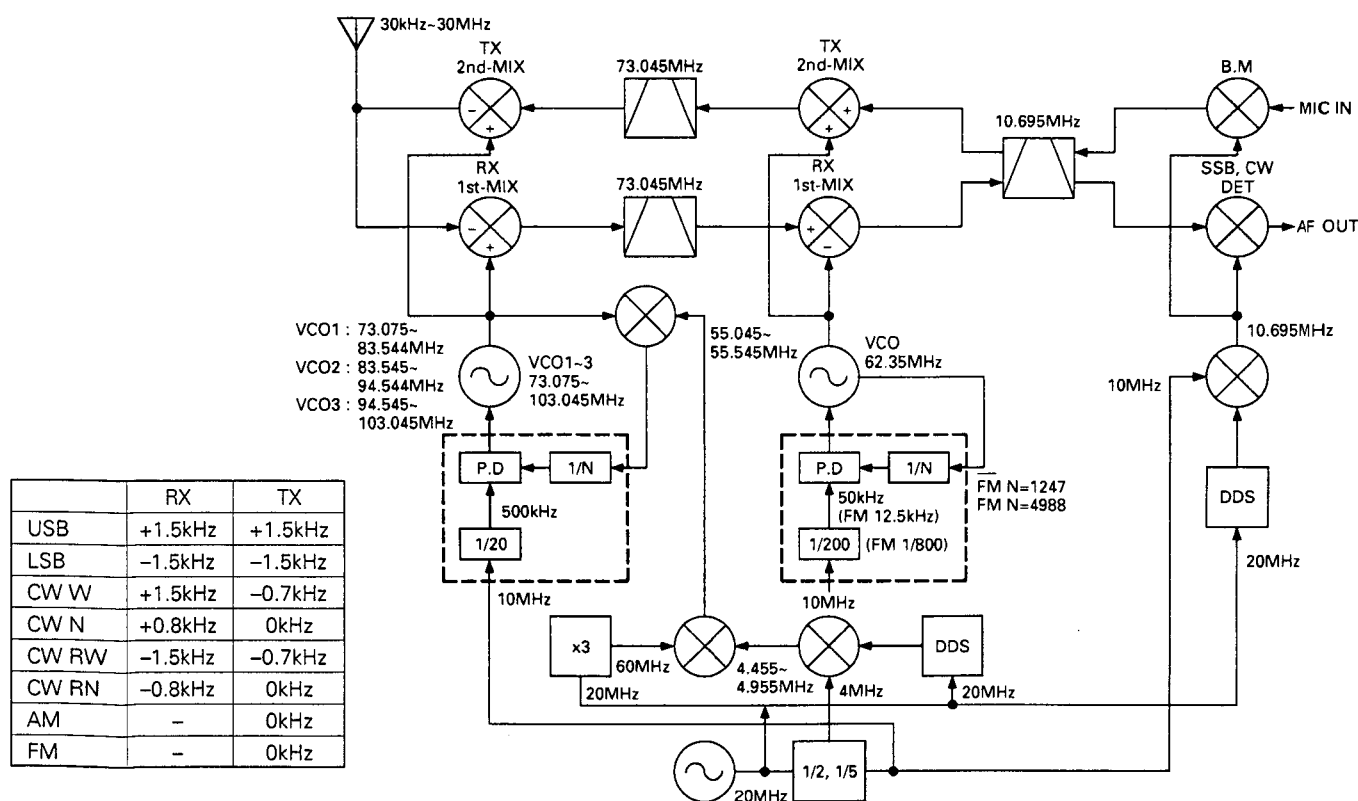 30kHz~30MHz
TX
2nd-MIX
73.045MHz
TX
2nd-MIX
B.M
MIC IN
10.695MHz
RX
1st-MIX
73.045MHz
RX
1st-MIX
SSB, CW
DET
AF OUT
- +
+ +
- +
+ -
VCO1 : 73.075~
83.544MHz
VCO2 : 83.545~
94.544MHz
VCO3 : 94.545~
103.045MHz
VCO1~3
73.075~
103.045MHz
55.045~
55.545MHz
VCO
62.35MHz
10.695MHz
10MHz
P.D
1/N
500kHz
1/20
10MHz
P.D
1/N
50kHz
(FM 12.5kHz)
1/200
(FM 1/800)
10MHz
F̅M̅ N=1247
FM N=4988
DDS
20MHz
x3
60MHz
20MHz
4.455~
4.955MHz
4MHz
DDS
20MHz
20MHz
1/2, 1/5
RX TX
USB +1.5kHz +1.5kHz
LSB -1.5kHz -1.5kHz
CW W +1.5kHz -0.7kHz
CW N +0.8kHz 0kHz
CW RW -1.5kHz -0.7kHz
CW RN -0.8kHz 0kHz
AM - 0kHz
FM - 0kHz